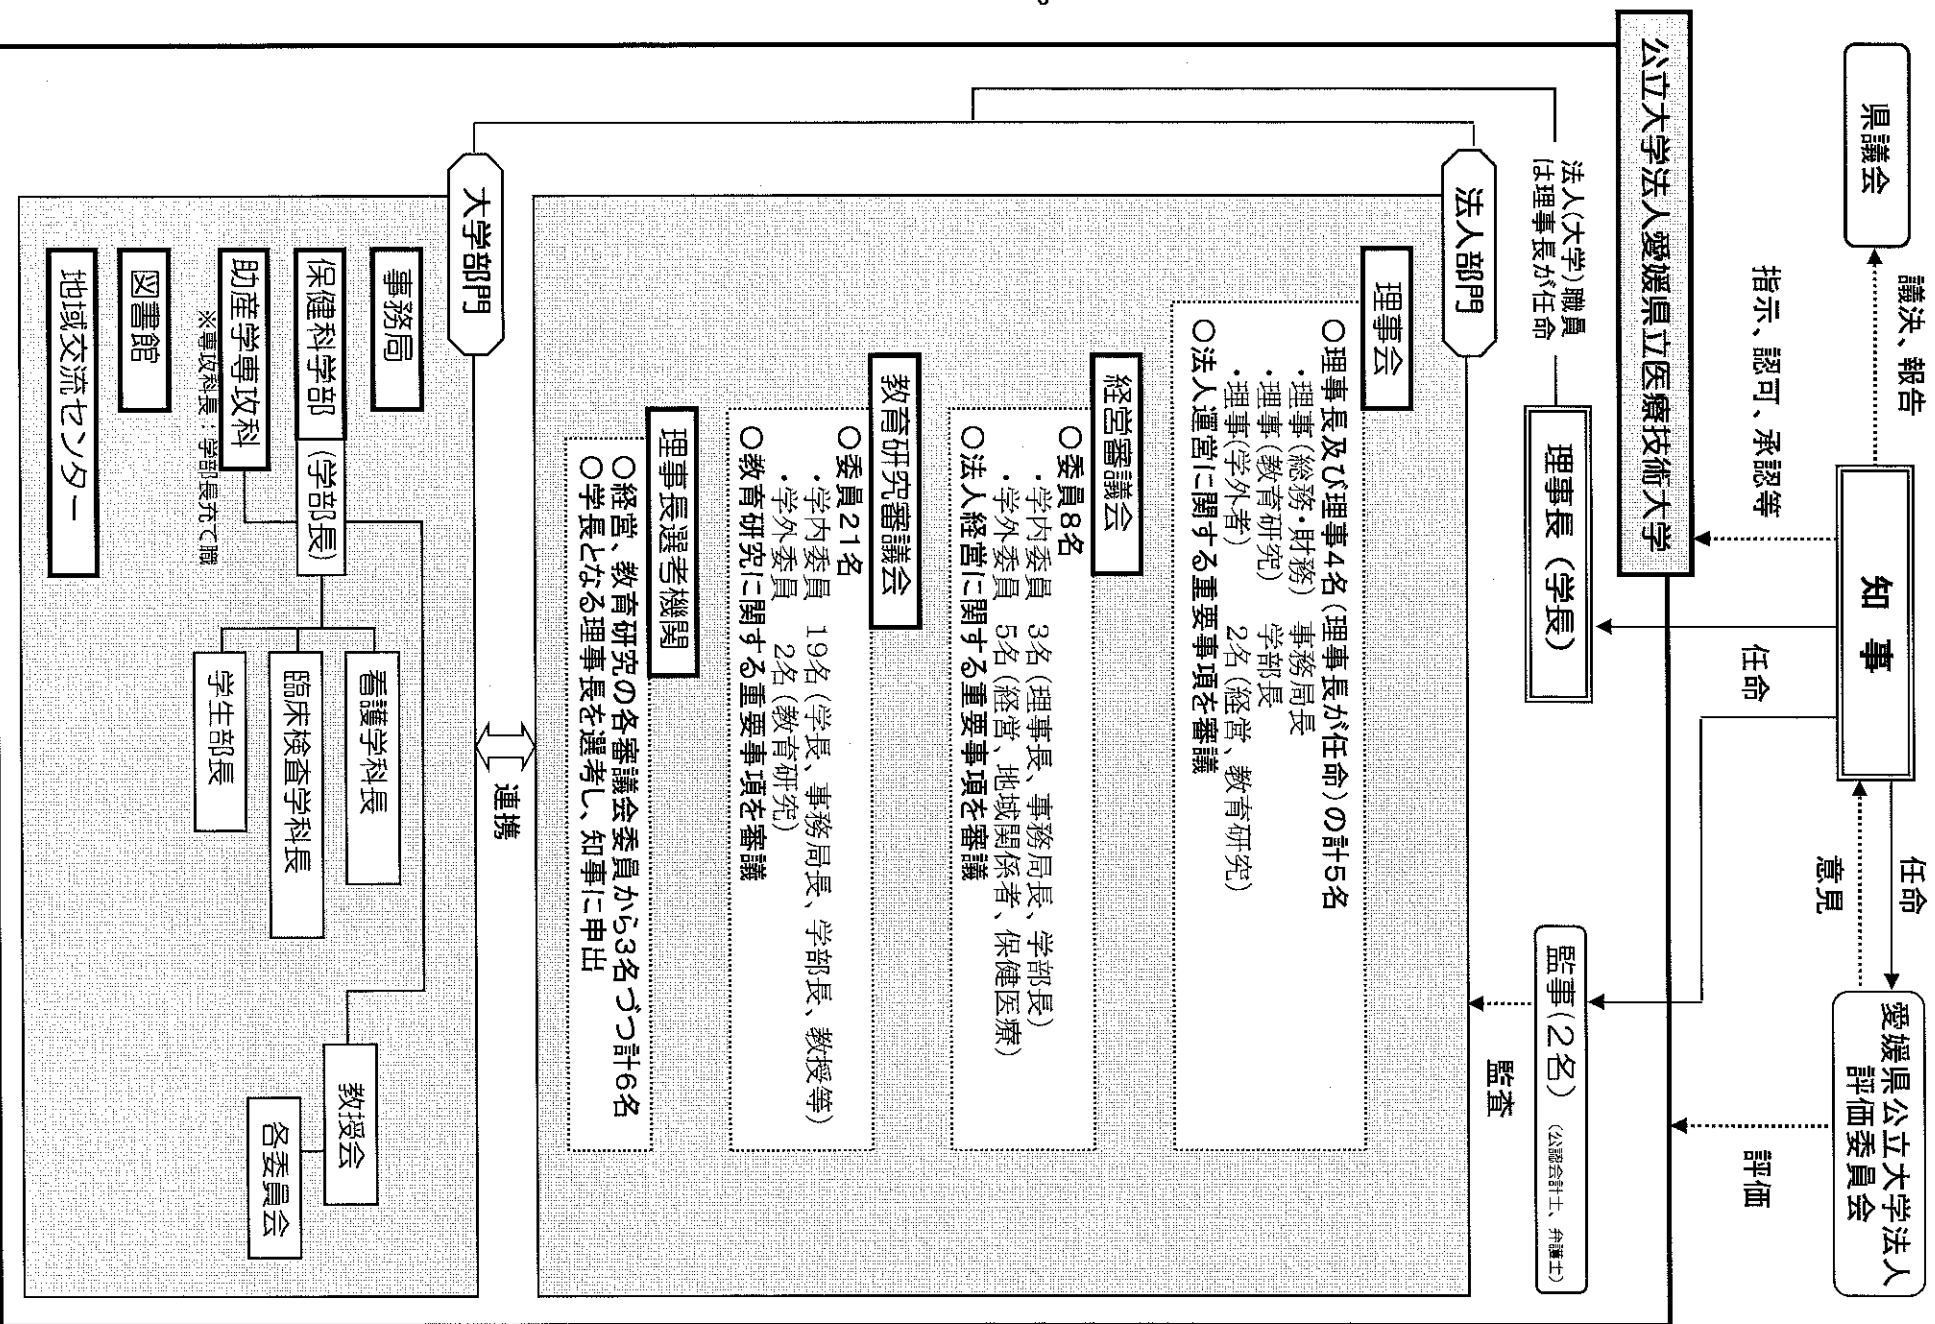 県議会
議決、報告
知　事
任命
意見
愛媛県公立大学法人
評価委員会
指示、認可、承認等
任命
評価
公立大学法人愛媛県立医療技術大学
法人(大学)職員
は理事長が任命
理事長（学長）
監事(2名)（公認会計士、弁護士）
監査
法人部門
理事会
○理事長及び理事4名(理事長が任命)の計5名
・理事(総務・財務)　事務局長
・理事(教育研究)　学部長
・理事(学外者)　2名(経営、教育研究)
○法人運営に関する重要事項を審議
経営審議会
○委員8名
・学内委員　3名(理事長、事務局長、学部長)
・学外委員　5名(経営、地域関係者、保健医療)
○法人経営に関する重要事項を審議
教育研究審議会
○委員21名
・学内委員　19名(学長、事務局長、学部長、教授等)
・学外委員　2名(教育研究)
○教育研究に関する重要事項を審議
理事長選考機関
○経営、教育研究の各審議会委員から3名づつ計6名
○学長となる理事長を選考し、知事に申出
連携
大学部門
事務局
保健科学部（学部長）
助産学専攻科
※専攻科長：学部長充て職
図書館
地域交流センター
看護学科長
臨床検査学科長
学生部長
教授会
各委員会